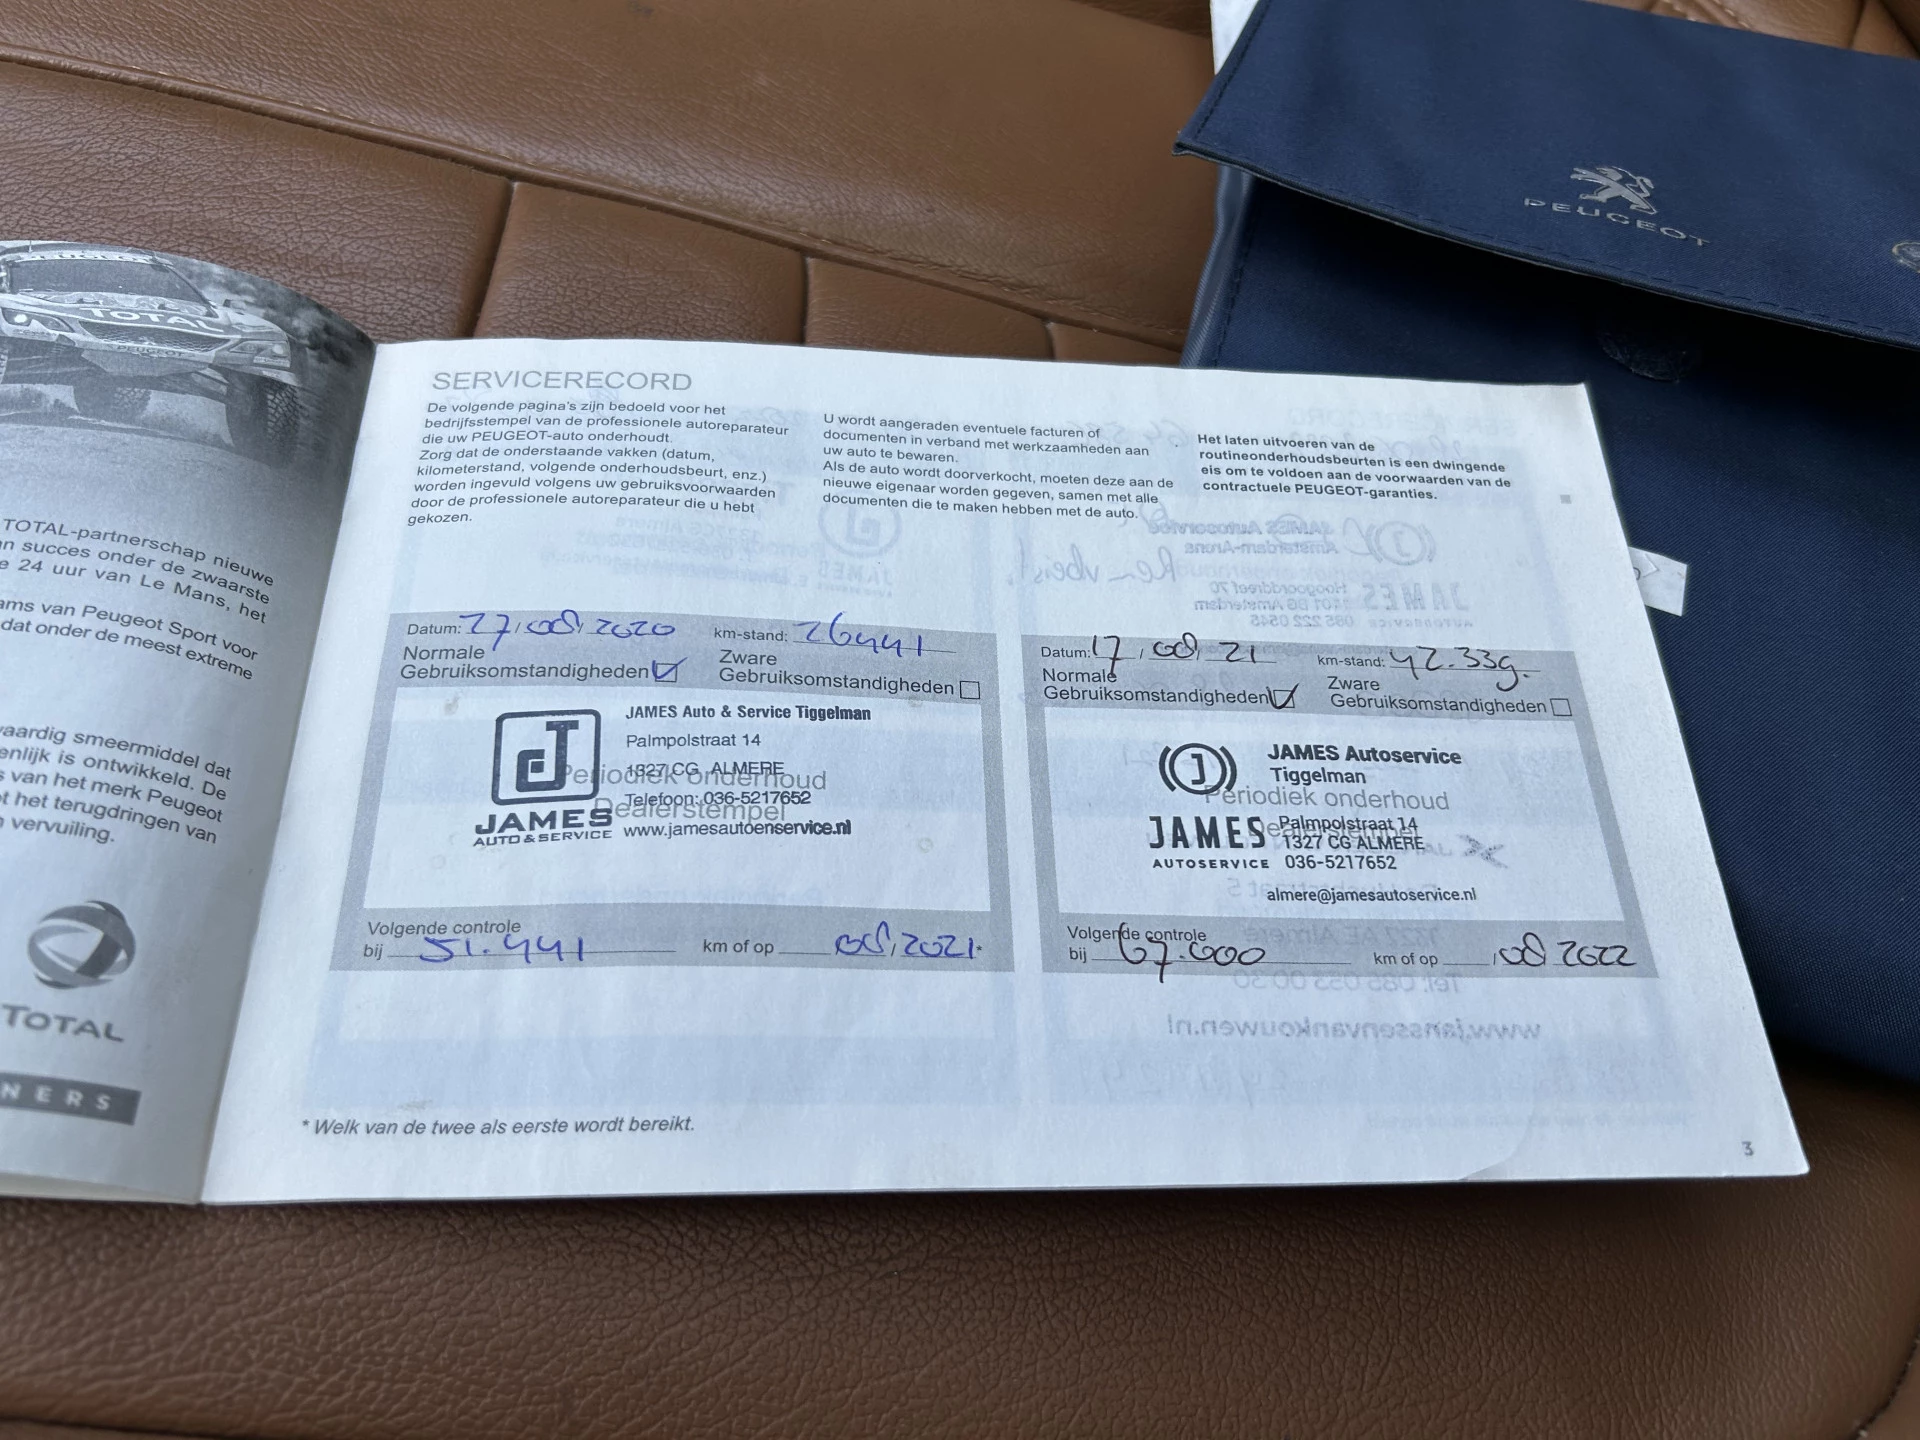 PEUGEOT
TOTAL
PEUGEOT
TOTAL-partnerschap nieuwe
n succes onder de zwaarste
e 24 uur van Le Mans, het
ams van Peugeot Sport voor
dat onder de meest extreme
vaardig smeermiddel dat
enlijk is ontwikkeld. De
s van het merk Peugeot
ot het terugdringen van
n vervuiling.
TOTAL
NERS
SERVICERECORD
De volgende pagina's zijn bedoeld voor het
bedrijfsstempel van de professionele autoreparateur
die uw PEUGEOT-auto onderhoudt.
Zorg dat de onderstaande vakken (datum,
kilometerstand, volgende onderhoudsbeurt, enz.)
worden ingevuld volgens uw gebruiksvoorwaarden
door de professionele autoreparateur die u hebt
gekozen.
U wordt aangeraden eventuele facturen of
documenten in verband met werkzaamheden aan
uw auto te bewaren.
Als de auto wordt doorverkocht, moeten deze aan de
nieuwe eigenaar worden gegeven, samen met alle
documenten die te maken hebben met de auto.
Het laten uitvoeren van de
routineonderhoudsbeurten is een dwingende
eis om te voldoen aan de voorwaarden van de
contractuele PEUGEOT-garanties.
Datum: 27/08/2020 km-stand: 26441
Normale
Gebruiksomstandigheden
Zware
Gebruiksomstandigheden
JAMES Auto & Service Tiggelman
Palmpolstraat 14
1327 CG ALMERE
Periodiek onderhoud
Telefoon: 036-5217652
Dealerstempel
www.jamesautoenservice.nl
JAMES
AUTO & SERVICE
Volgende controle
bij 51.441 km of op 08/2021*
Datum: 17/08/21 km-stand: 42.339.
Normale
Gebruiksomstandigheden
Zware
Gebruiksomstandigheden
JAMES Autoservice
Tiggelman
Periodiek onderhoud
Palmpolstraat 14
Dealerstempel
1327 CG ALMERE
036-5217652
almere@jamesautoservice.nl
JAMES
AUTOSERVICE
Volgende controle
bij 67.000 km of op /08 2022
* Welk van de twee als eerste wordt bereikt.
3